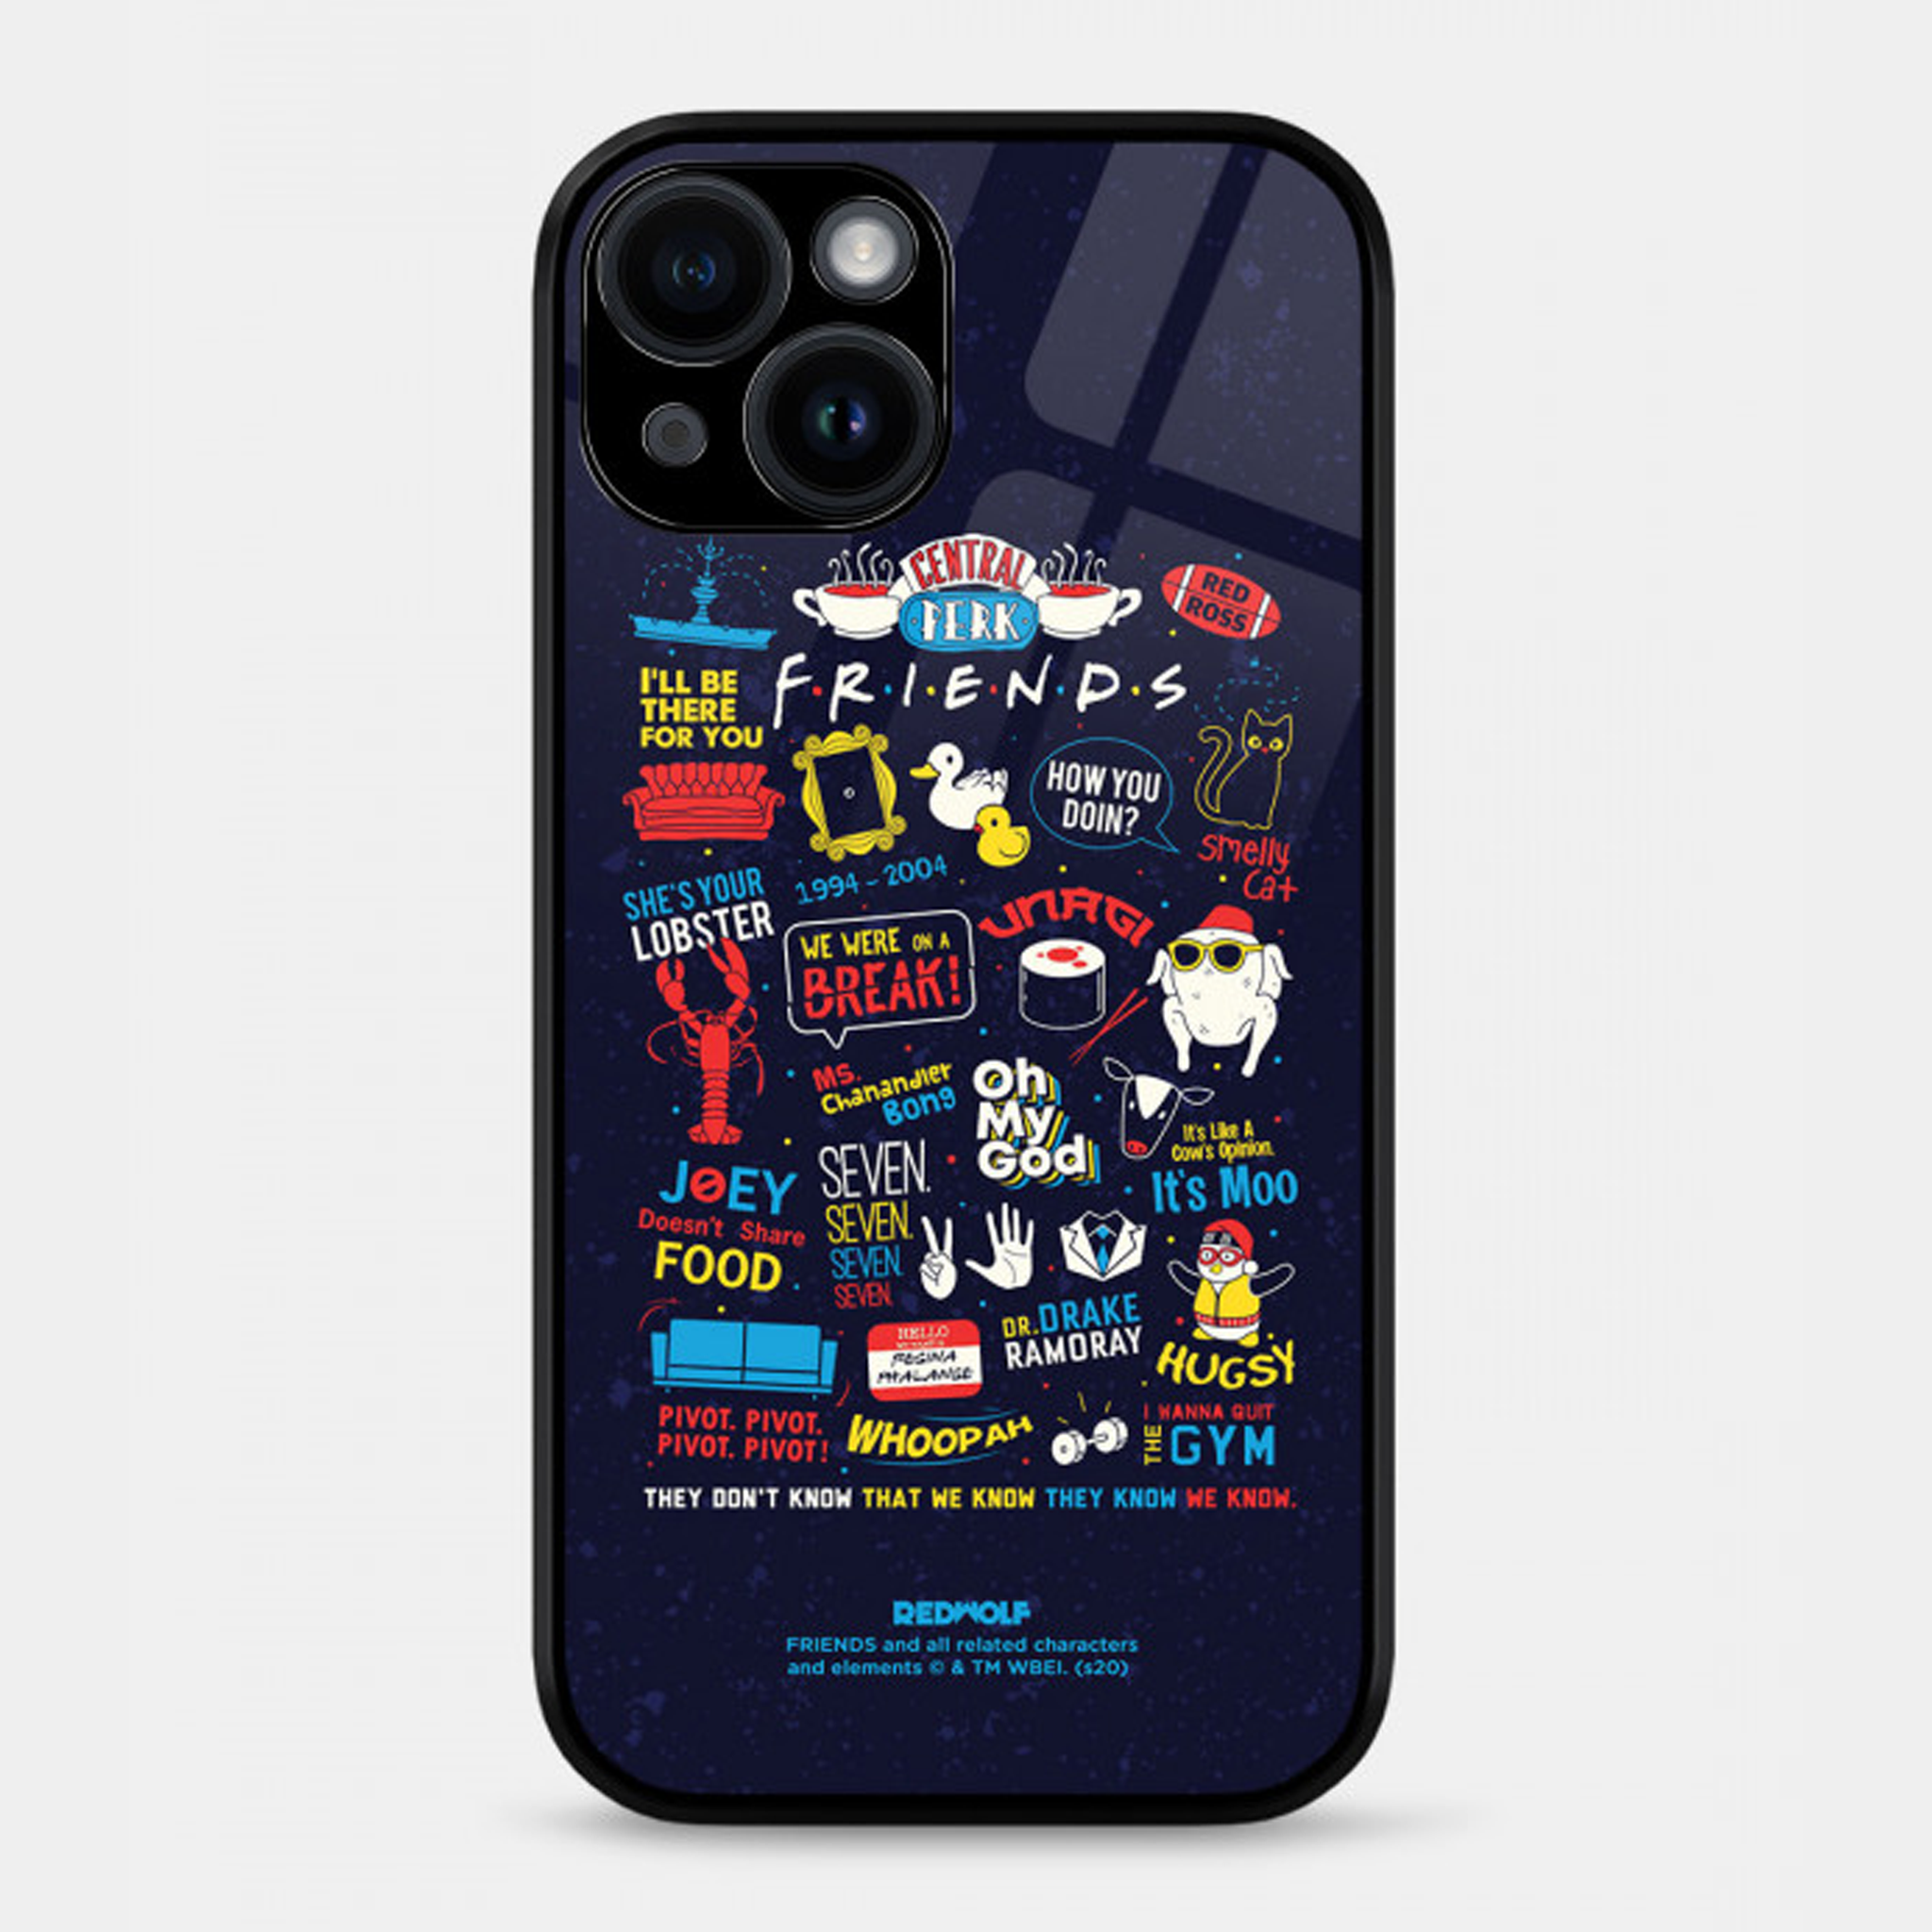 CENTRAL
PERK
RED
ROSS
I'LL BE
THERE
FOR YOU
F·R·I·E·N·D·S
HOW YOU
DOIN?
Smelly
Cat
1994 - 2004
SHE'S YOUR
LOBSTER
WE WERE ON A
BREAK!
UNAGI
Ms.
Chanandler
Bong
Oh
My
God
It's Like A
Cow's Opinion.
It's Moo
JOEY
Doesn't Share
FOOD
SEVEN.
SEVEN.
SEVEN.
SEVEN.
HELLO
REGINA
PHALANGE
DR. DRAKE
RAMORAY
HUGSY
PIVOT. PIVOT.
PIVOT. PIVOT!
WHOOPAH
I WANNA QUIT
THE GYM
THEY DON'T KNOW THAT WE KNOW THEY KNOW WE KNOW.
REDWOLF
FRIENDS and all related characters
and elements © & TM WBEI. (s20)